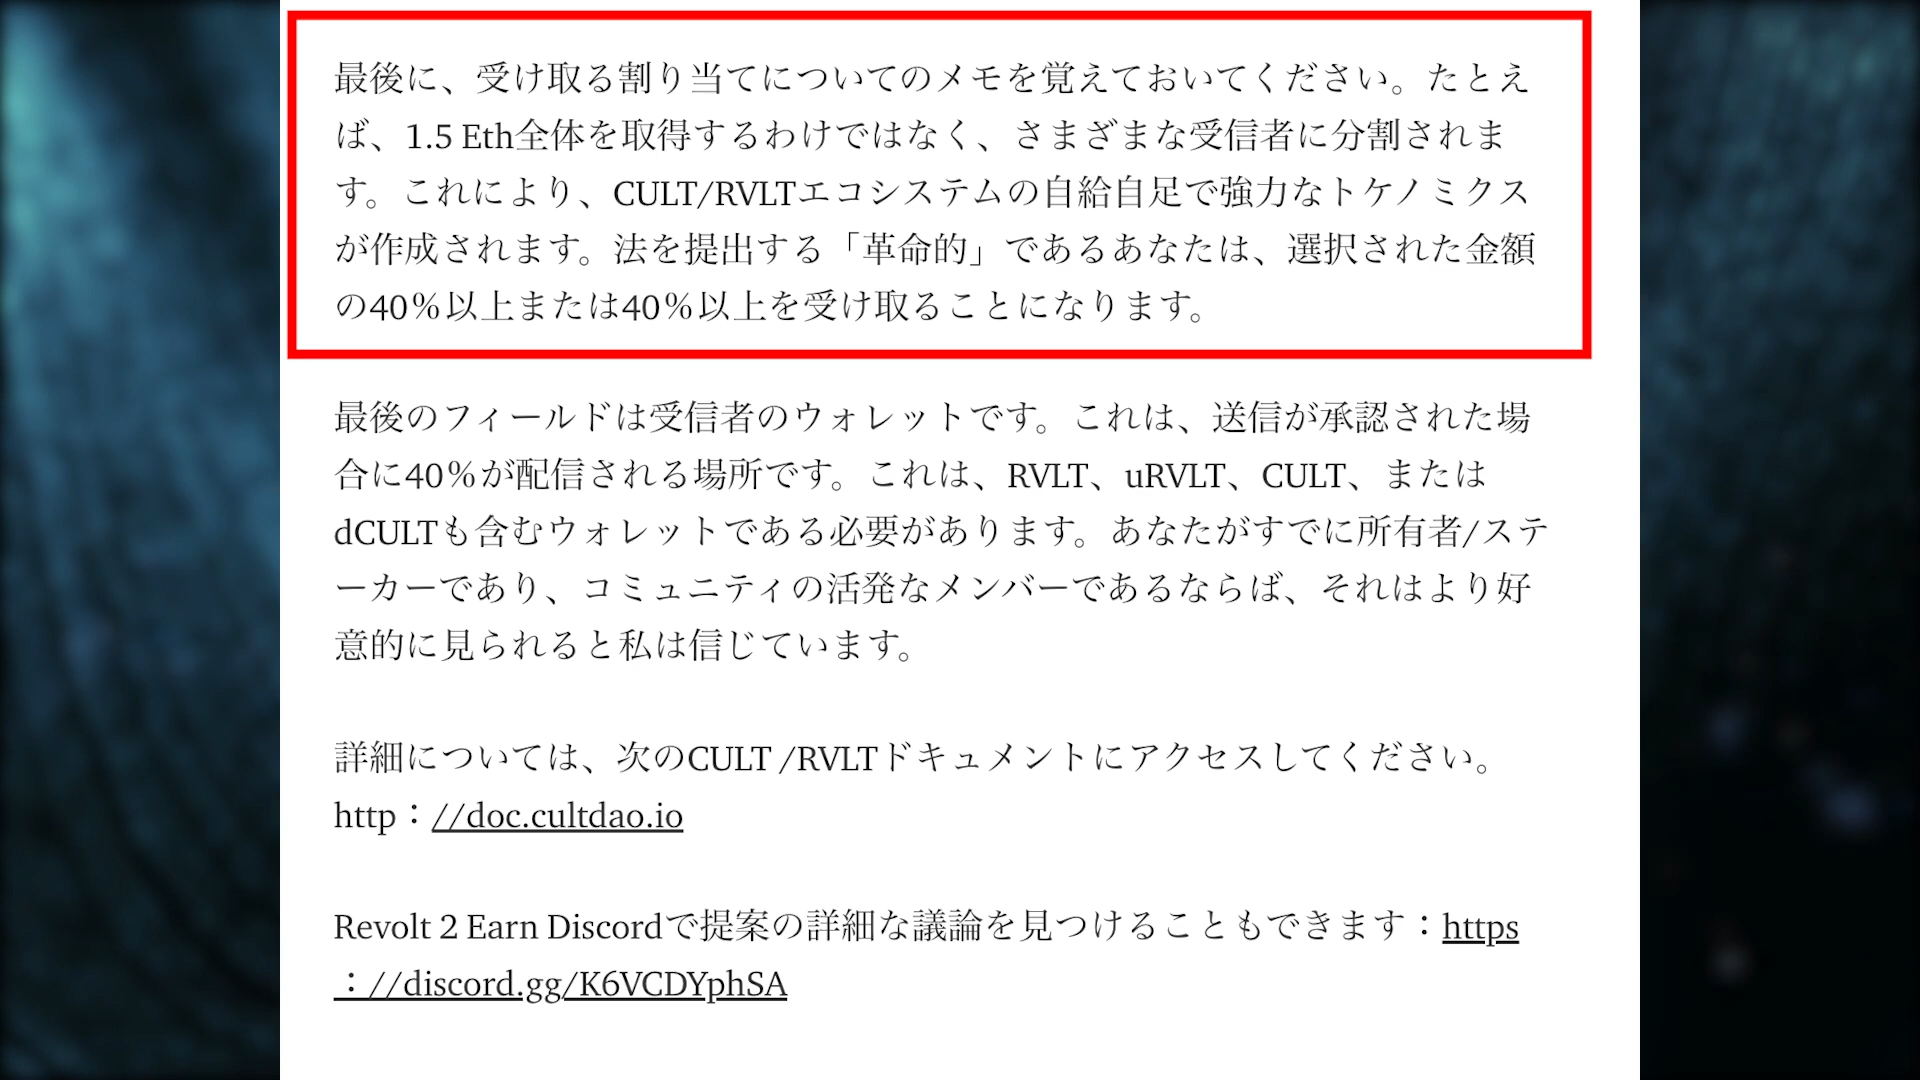 最後に、受け取る割り当てについてのメモを覚えておいてください。たとえ
ば、1.5 Eth全体を取得するわけではなく、さまざまな受信者に分割されま
す。これにより、CULT/RVLTエコシステムの自給自足で強力なトケノミクス
が作成されます。法を提出する「革命的」であるあなたは、選択された金額
の40%以上または40%以上を受け取ることになります。
最後のフィールドは受信者のウォレットです。これは、送信が承認された場
合に40%が配信される場所です。これは、RVLT、uRVLT、CULT、または
dCULTも含むウォレットである必要があります。あなたがすでに所有者/ステ
ーカーであり、コミュニティの活発なメンバーであるならば、それはより好
意的に見られると私は信じています。
詳細については、次のCULT /RVLTドキュメントにアクセスしてください。
http：//doc.cultdao.io
Revolt 2 Earn Discordで提案の詳細な議論を見つけることもできます：https
：//discord.gg/K6VCDYphSA